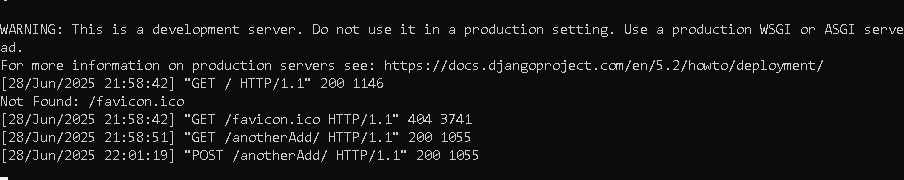 WARNING: This is a development server. Do not use it in a production setting. Use a production WSGI or ASGI serve
ad.
For more information on production servers see: https://docs.djangoproject.com/en/5.2/howto/deployment/
[28/Jun/2025 21:58:42] "GET / HTTP/1.1" 200 1146
Not Found: /favicon.ico
[28/Jun/2025 21:58:42] "GET /favicon.ico HTTP/1.1" 404 3741
[28/Jun/2025 21:58:51] "GET /anotherAdd/ HTTP/1.1" 200 1055
[28/Jun/2025 22:01:19] "POST /anotherAdd/ HTTP/1.1" 200 1055